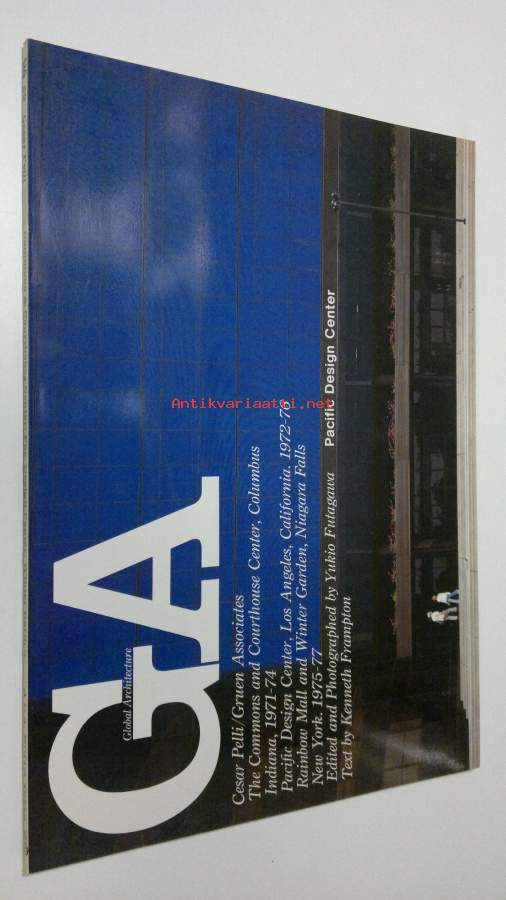 GA
Global Architecture
Cesar Pelli/Gruen Associates
The Commons and Courthouse Center, Columbus
Indiana, 1971-74
Pacific Design Center, Los Angeles, California. 1972-76
Rainbow Mall and Winter Garden, Niagara Falls
New York. 1975-77
Edited and Photographed by Yukio Futagawa
Text by Kenneth Frampton
Pacific Design Center
Antikvariaatti.net